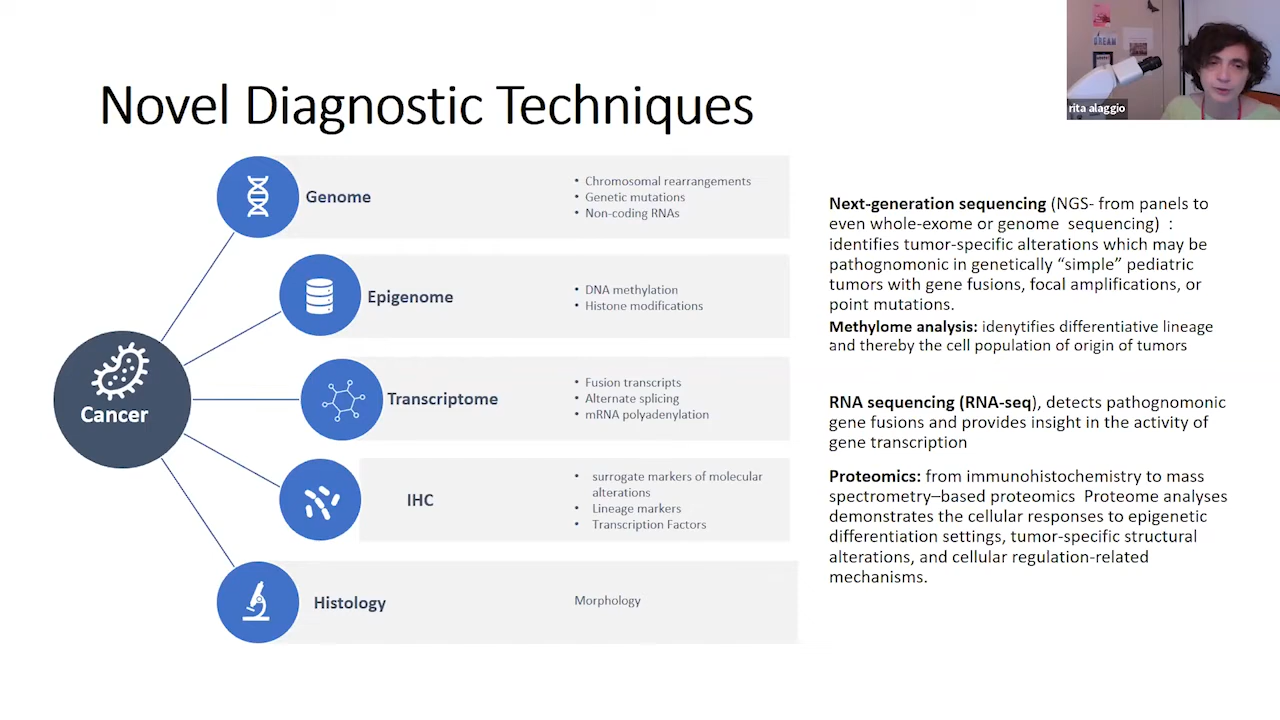 Novel Diagnostic Techniques
rita alaggio
DREAM
Genome
• Chromosomal rearrangements
• Genetic mutations
• Non-coding RNAs
Epigenome
• DNA methylation
• Histone modifications
Cancer
Transcriptome
• Fusion transcripts
• Alternate splicing
• mRNA polyadenylation
IHC
• surrogate markers of molecular
alterations
• Lineage markers
• Transcription Factors
Histology
Morphology
Next-generation sequencing (NGS- from panels to
even whole-exome or genome sequencing) :
identifies tumor-specific alterations which may be
pathognomonic in genetically “simple” pediatric
tumors with gene fusions, focal amplifications, or
point mutations.
Methylome analysis: idenytifies differentiative lineage
and thereby the cell population of origin of tumors
RNA sequencing (RNA-seq), detects pathognomonic
gene fusions and provides insight in the activity of
gene transcription
Proteomics: from immunohistochemistry to mass
spectrometry–based proteomics Proteome analyses
demonstrates the cellular responses to epigenetic
differentiation settings, tumor-specific structural
alterations, and cellular regulation-related
mechanisms.